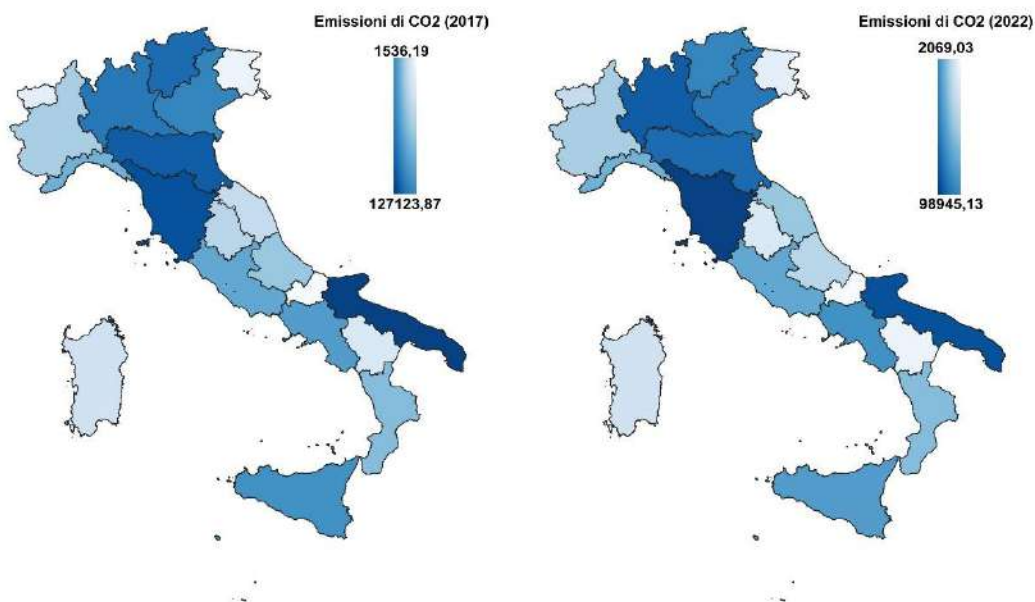 Emissioni di CO2 (2017)
1536,19
127123,87
Emissioni di CO2 (2022)
2069,03
98945,13